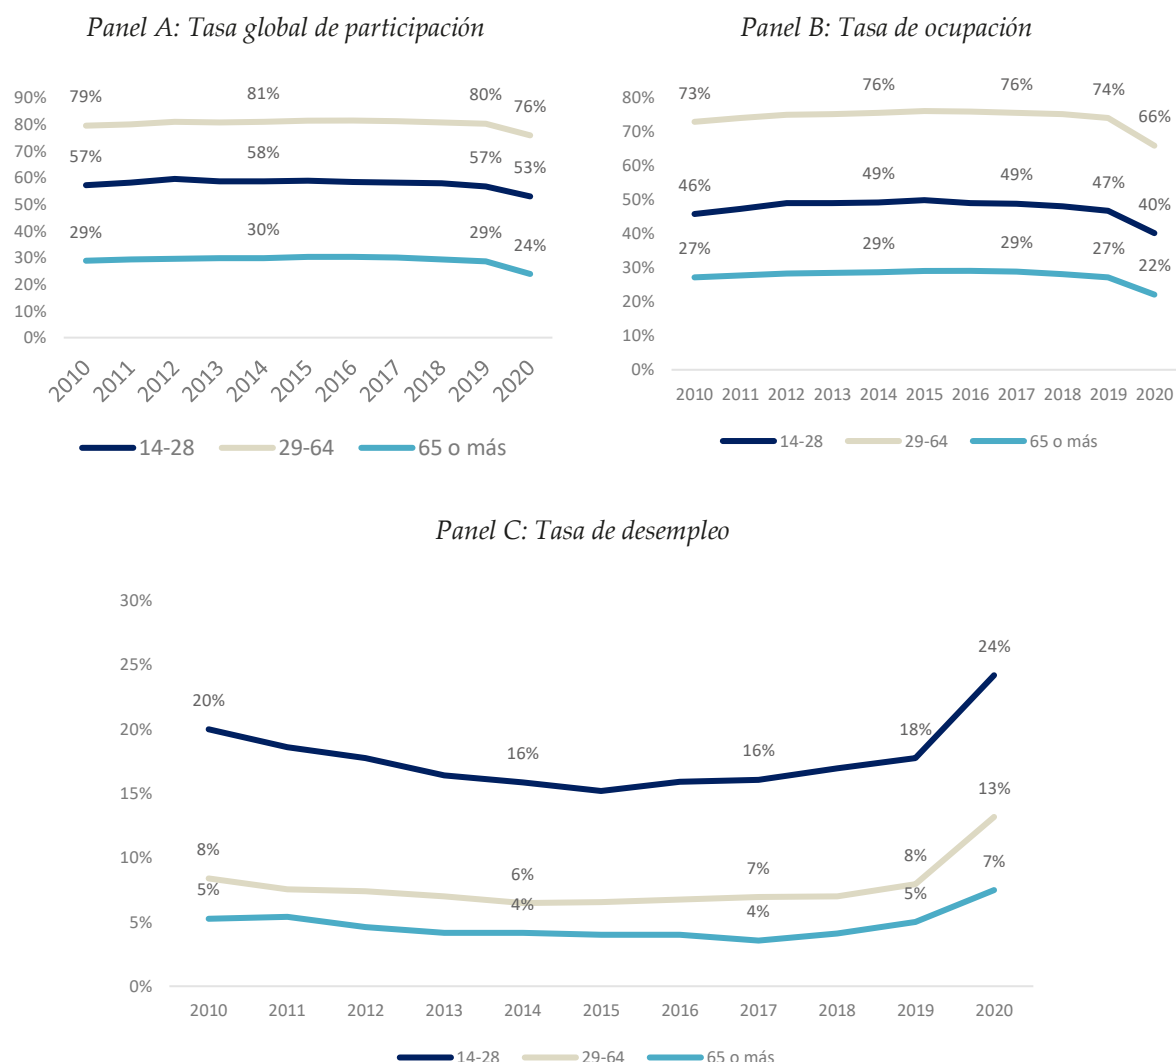 Panel A: Tasa global de participación
90%
80%
70%
60%
50%
40%
30%
20%
10%
0%
79% 81% 80% 76%
57% 58% 57% 53%
29% 30% 29% 24%
2010 2011 2012 2013 2014 2015 2016 2017 2018 2019 2020
14-28 29-64 65 o más
Panel B: Tasa de ocupación
80%
70%
60%
50%
40%
30%
20%
10%
0%
73% 76% 76% 74% 66%
46% 49% 49% 47% 40%
27% 29% 29% 27% 22%
2010 2011 2012 2013 2014 2015 2016 2017 2018 2019 2020
14-28 29-64 65 o más
Panel C: Tasa de desempleo
30%
25%
20%
15%
10%
5%
0%
20% 16% 16% 18% 24%
8% 6% 7% 8% 13%
5% 4% 4% 5% 7%
2010 2011 2012 2013 2014 2015 2016 2017 2018 2019 2020
14-28 29-64 65 o más